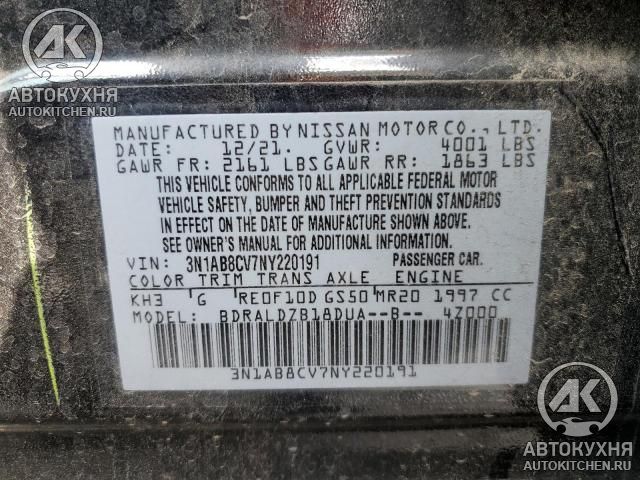 АК
АВТОКУХНЯ
AUTOKITCHEN.RU
MANUFACTURED BY NISSAN MOTOR CO., LTD.
DATE: 12/21. GVWR: 4001 LBS
GAWR FR: 2161 LBS GAWR RR: 1863 LBS
THIS VEHICLE CONFORMS TO ALL APPLICABLE FEDERAL MOTOR
VEHICLE SAFETY, BUMPER AND THEFT PREVENTION STANDARDS
IN EFFECT ON THE DATE OF MANUFACTURE SHOWN ABOVE.
SEE OWNER'S MANUAL FOR ADDITIONAL INFORMATION.
VIN: 3N1AB8CV7NY220191 PASSENGER CAR.
COLOR TRIM TRANS AXLE ENGINE
KH3 G RE0F10D GS50 MR20 1997 CC
MODEL: BDRALDZB18DUA--B-- 4Z000
3N1AB8CV7NY220191
АК
АВТОКУХНЯ
AUTOKITCHEN.RU